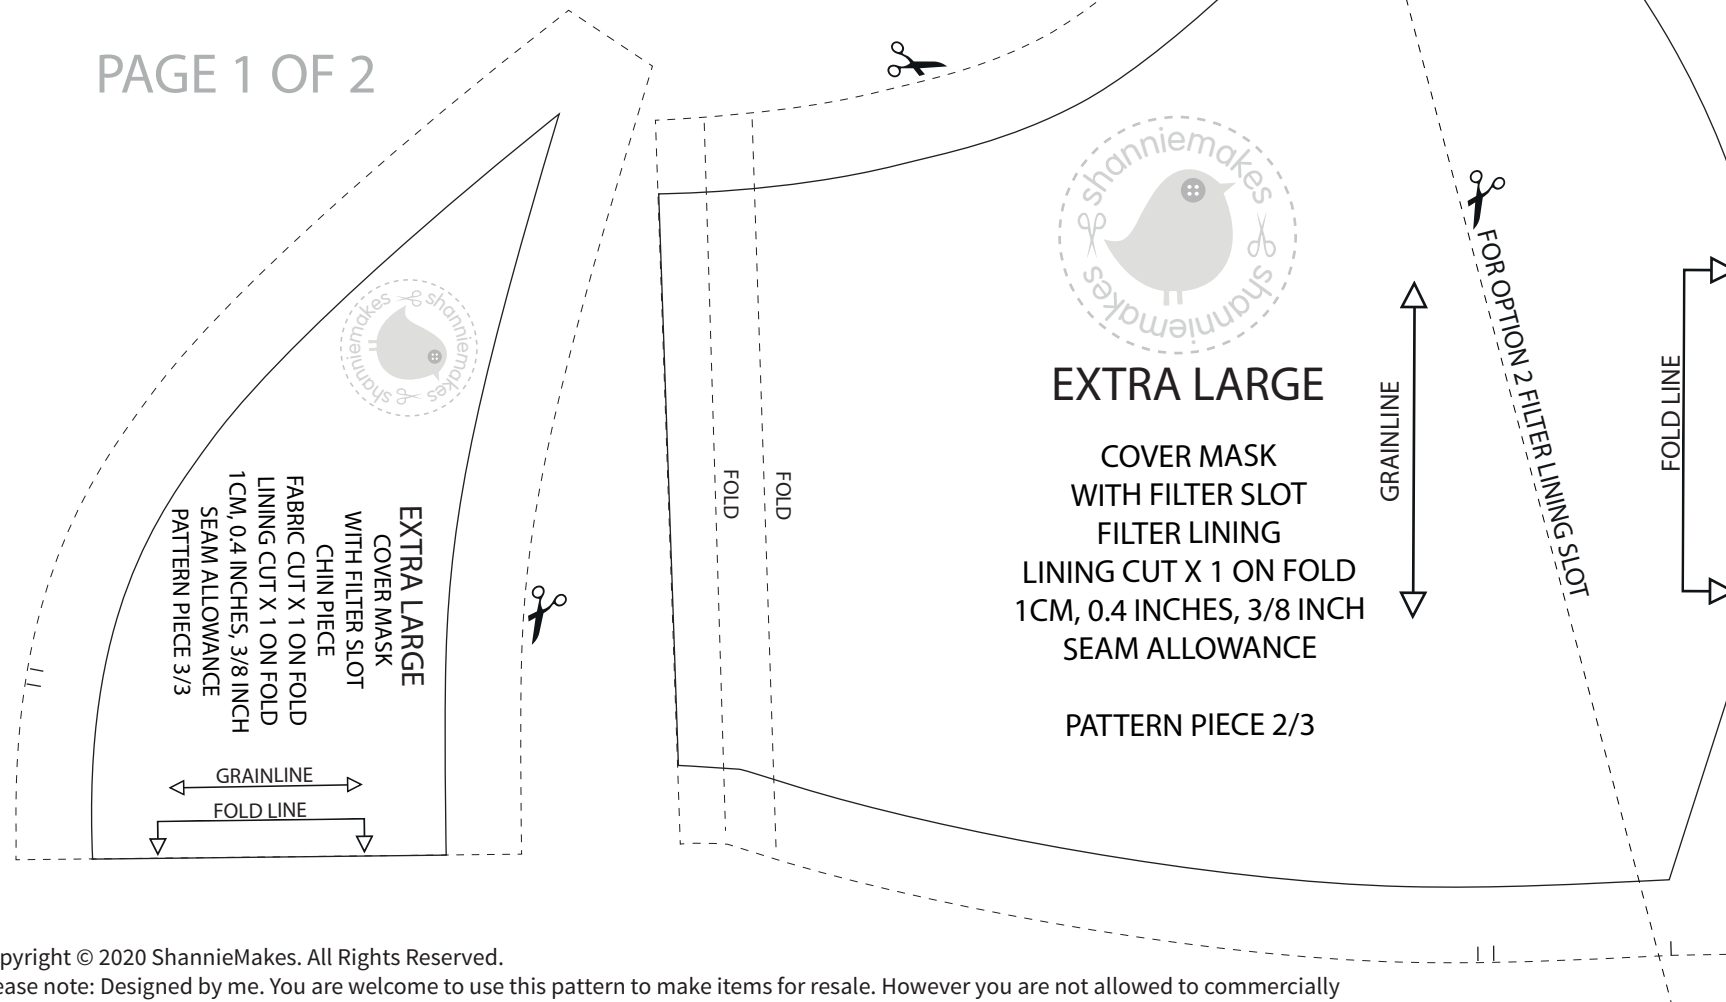 PAGE 1 OF 2
shanniemakes
shanniemakes
EXTRA LARGE
COVER MASK
WITH FILTER SLOT
CHIN PIECE
FABRIC CUT X 1 ON FOLD
LINING CUT X 1 ON FOLD
1CM, 0.4 INCHES, 3/8 INCH
SEAM ALLOWANCE
PATTERN PIECE 3/3
GRAINLINE
FOLD LINE
FOLD
FOLD
shanniemakes
shanniemakes
EXTRA LARGE
COVER MASK
WITH FILTER SLOT
FILTER LINING
LINING CUT X 1 ON FOLD
1CM, 0.4 INCHES, 3/8 INCH
SEAM ALLOWANCE
PATTERN PIECE 2/3
GRAINLINE
FOR OPTION 2 FILTER LINING SLOT
FOLD LINE
pyright © 2020 ShannieMakes. All Rights Reserved.
ease note: Designed by me. You are welcome to use this pattern to make items for resale. However you are not allowed to commercially